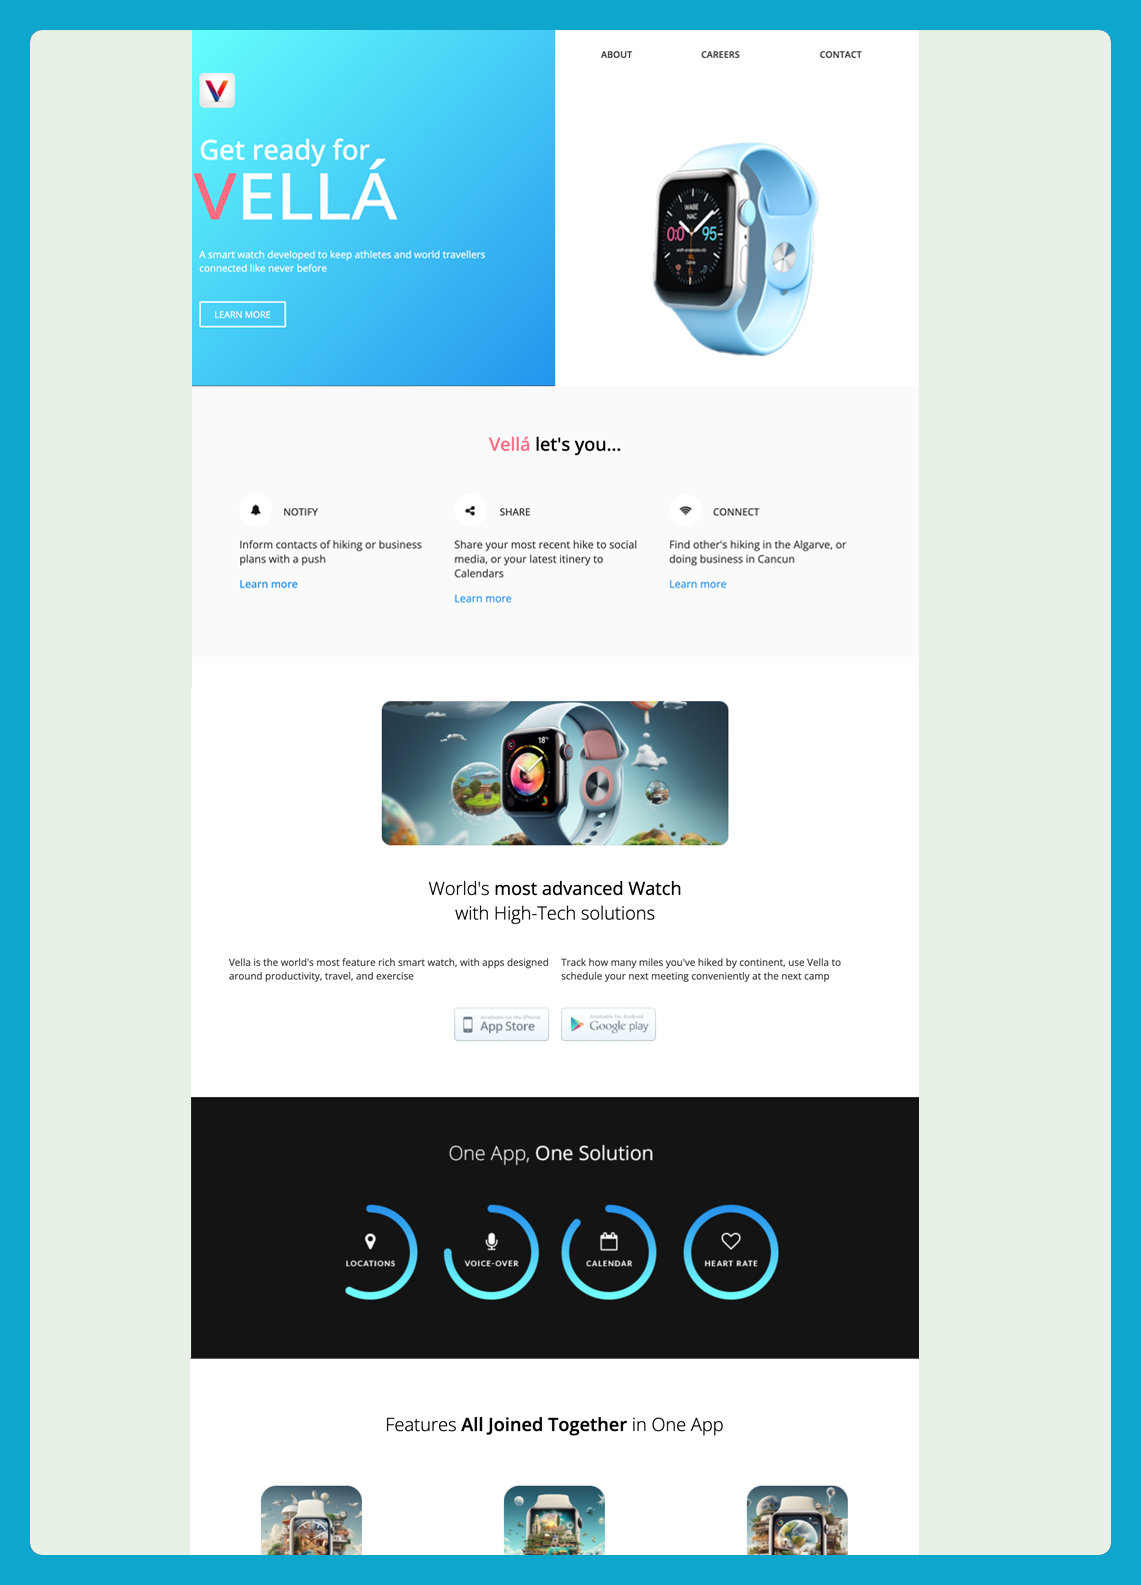 ABOUT CAREERS CONTACT
V
Get ready for
VELLÁ
A smart watch developed to keep athletes and world travellers
connected like never before
LEARN MORE
WABE
NAC
0:0 95-
Vellá let's you...
NOTIFY
Inform contacts of hiking or business
plans with a push
Learn more
SHARE
Share your most recent hike to social
media, or your latest itinery to
Calendars
Learn more
CONNECT
Find other's hiking in the Algarve, or
doing business in Cancun
Learn more
18
World's most advanced Watch
with High-Tech solutions
Vella is the world's most feature rich smart watch, with apps designed
around productivity, travel, and exercise
Track how many miles you've hiked by continent, use Vella to
schedule your next meeting conveniently at the next camp
Available on the iPhone
App Store
Available for Android
Google play
One App, One Solution
LOCATIONS
VOICE-OVER
CALENDAR
HEART RATE
Features All Joined Together in One App